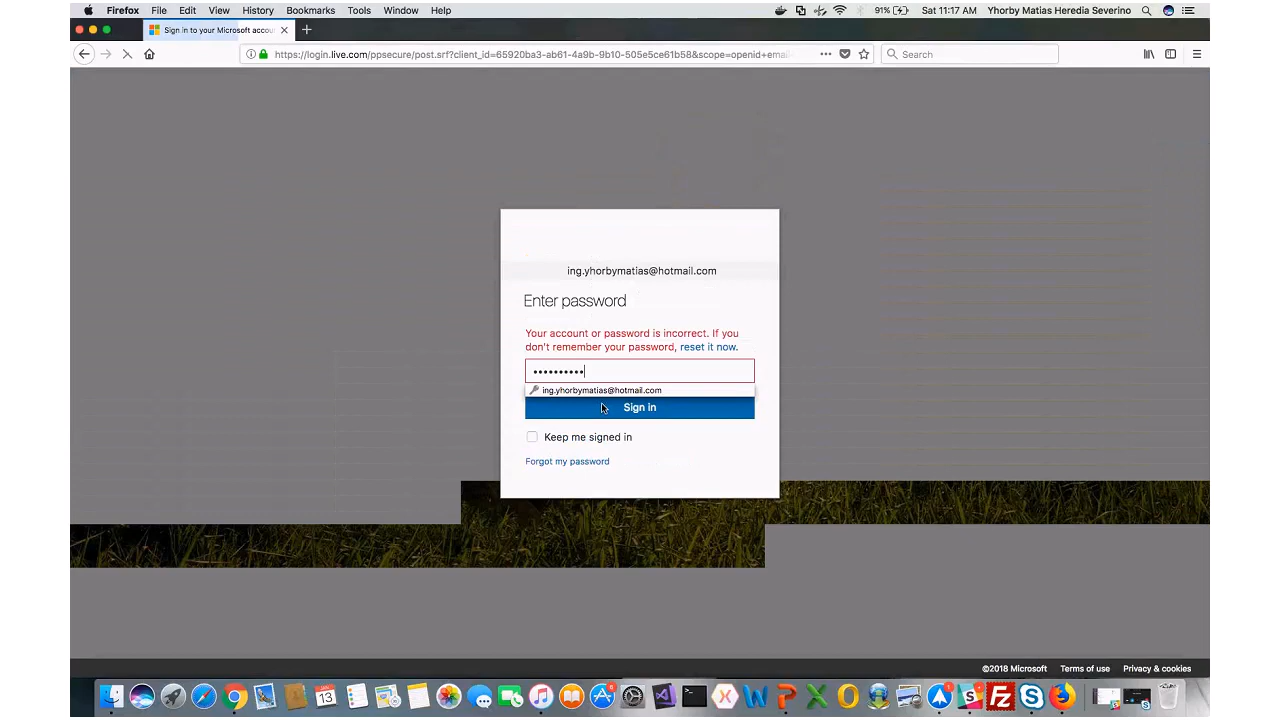 Firefox File Edit View History Bookmarks Tools Window Help 91% Sat 11:17 AM Yhorby Matias Heredia Severino
Sign in to your Microsoft accou
https://login.live.com/ppsecure/post.srf?client_id=65920ba3-ab61-4a9b-9b10-505e5ce61b58&scope=openid+emai Search
ing.yhorbymatias@hotmail.com
Enter password
Your account or password is incorrect. If you
don't remember your password, reset it now.
••••••••••
ing.yhorbymatias@hotmail.com
Sign in
Keep me signed in
Forgot my password
©2018 Microsoft Terms of use Privacy & cookies
13